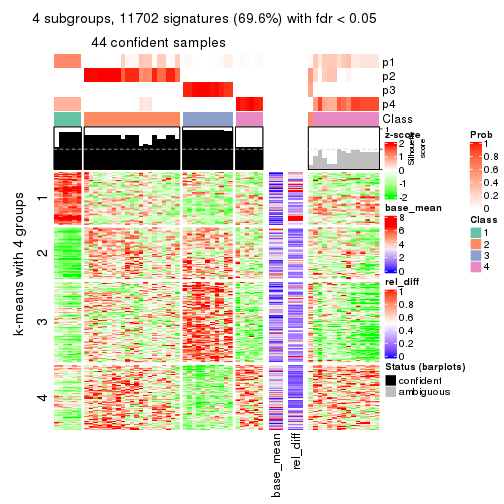 4 subgroups, 11702 signatures (69.6%) with fdr < 0.05
44 confident samples
p1
p2
p3
p4
Class
1
Silhouette
score
k-means with 4 groups
1
2
3
4
base_mean
rel_diff
z-score
2
1
0
-2
base_mean
8
6
4
2
0
rel_diff
1
0.8
0.6
0.4
0.2
0
Status (barplots)
confident
ambiguous
Prob
1
0.8
0.6
0.4
0.2
0
Class
1
2
3
4